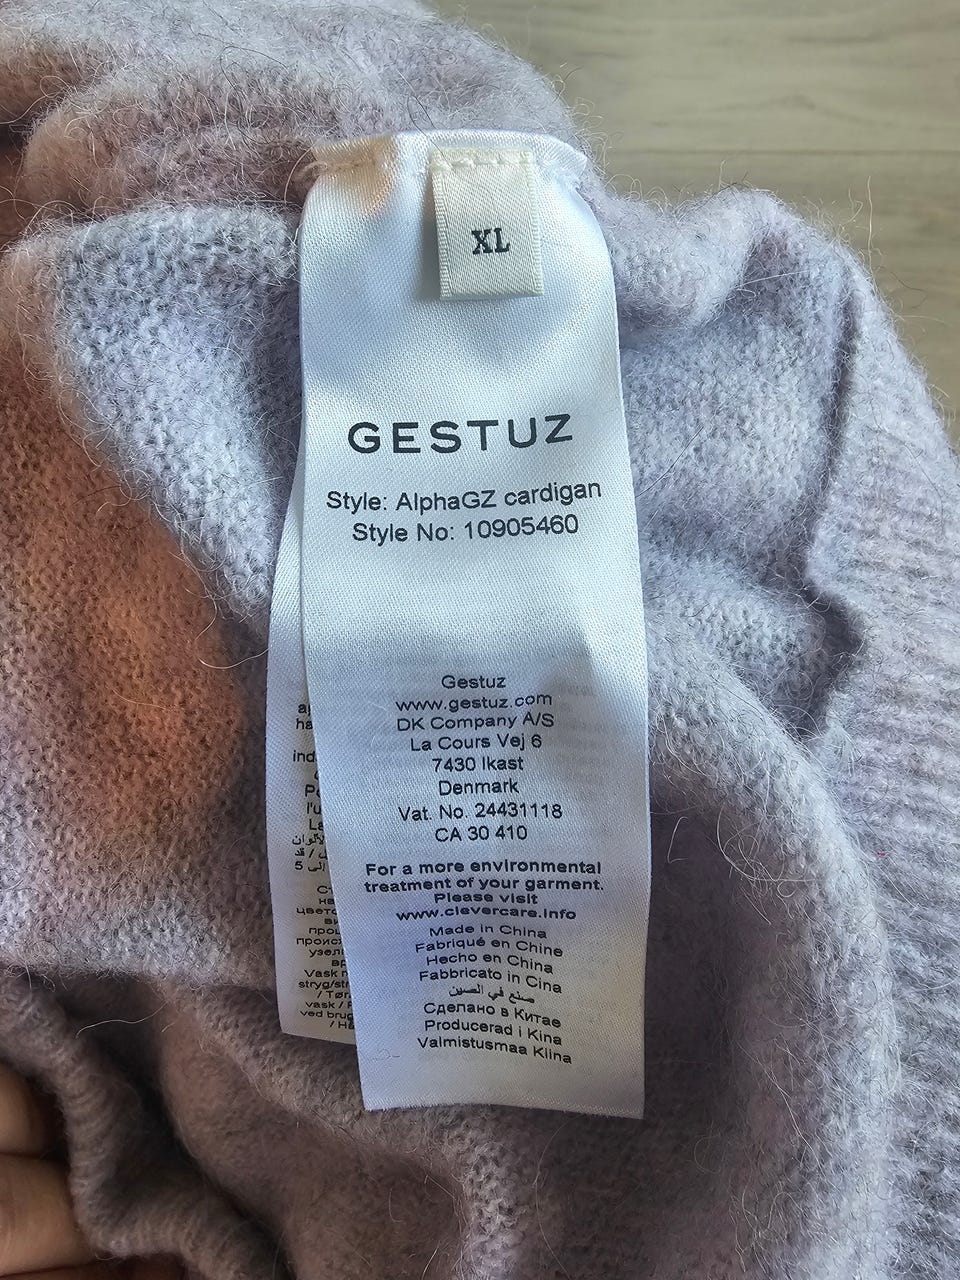 XL
GESTUZ
Style: AlphaGZ cardigan
Style No: 10905460
Gestuz
www.gestuz.com
DK Company A/S
La Cours Vej 6
7430 Ikast
Denmark
Vat. No. 24431118
CA 30 410
For a more environmental
treatment of your garment.
Please visit
www.clevercare.info
Made in China
Fabriqué en Chine
Hecho en China
Fabbricato in Cina
صنع في الصين
Сделано в Китае
Producerad i Kina
Valmistusmaa Kiina
Vask
vask /